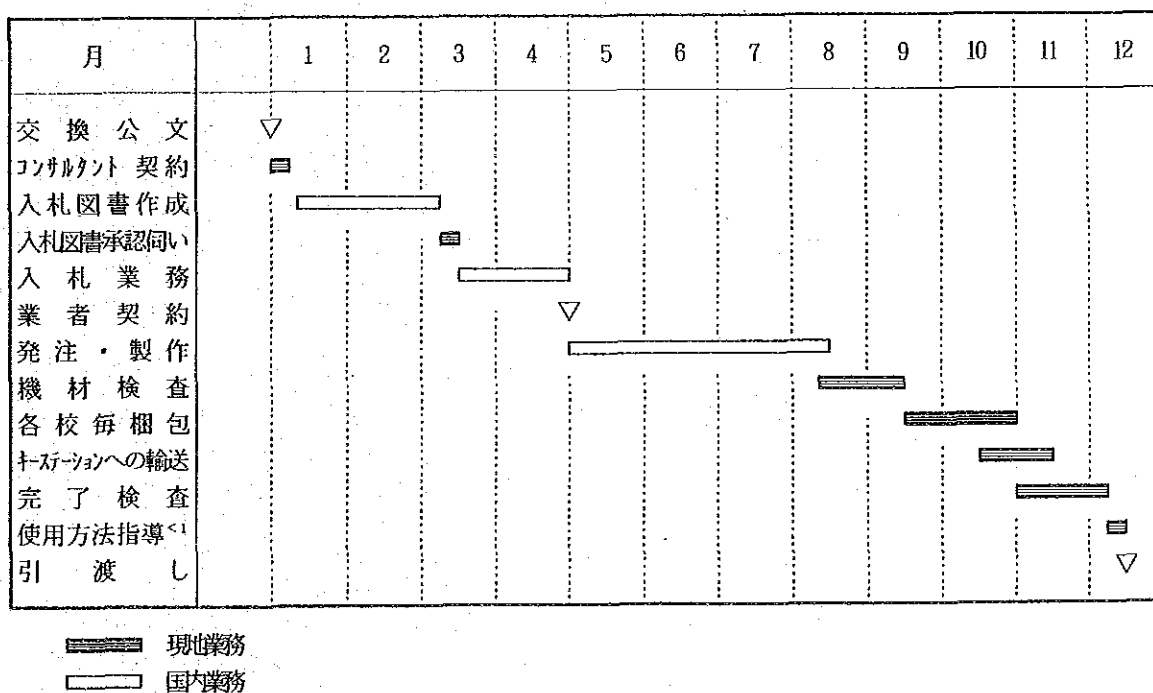 月 1 2 3 4 5 6 7 8 9 10 11 12
交換公文
コンサルタント契約
入札図書作成
入札図書承認伺い
入札業務
業者契約
発注・製作
機材検査
各校毎梱包
キーステーションへの輸送
完了検査
使用方法指導<1
引渡し
現地業務
国内業務